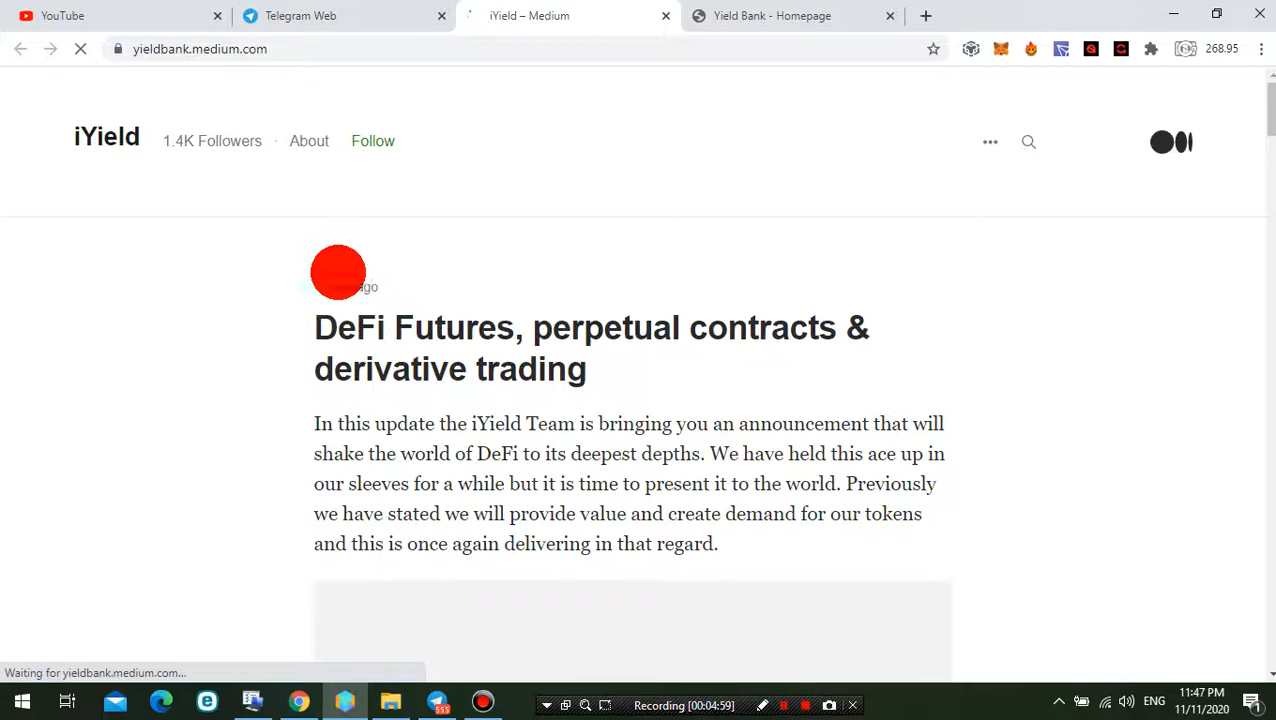 YouTube
Telegram Web
iYield – Medium
Yield Bank - Homepage
yieldbank.medium.com
268.95
iYield
1.4K Followers · About Follow
ago
DeFi Futures, perpetual contracts &
derivative trading
In this update the iYield Team is bringing you an announcement that will
shake the world of DeFi to its deepest depths. We have held this ace up in
our sleeves for a while but it is time to present it to the world. Previously
we have stated we will provide value and create demand for our tokens
and this is once again delivering in that regard.
Waiting for yieldbank.medium.com...
553
Recording [00:04:59]
ENG
11:47 PM
11/11/2020
1